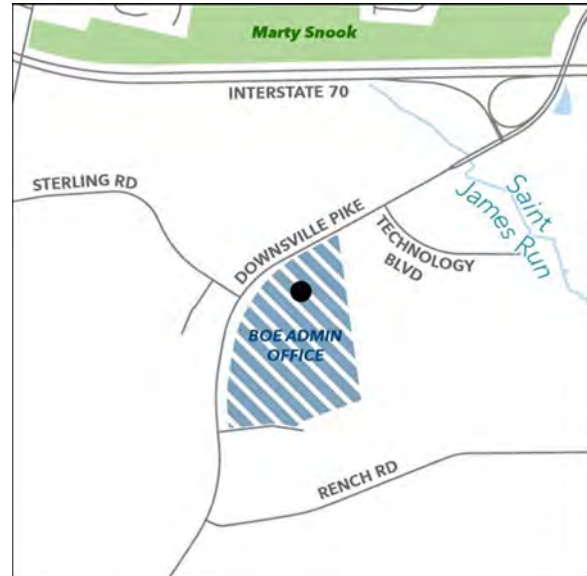 Marty Snook
INTERSTATE 70
STERLING RD
DOWNSVILLE PIKE
TECHNOLOGY
BLVD
Saint
James Run
BOE ADMIN
OFFICE
RENCH RD